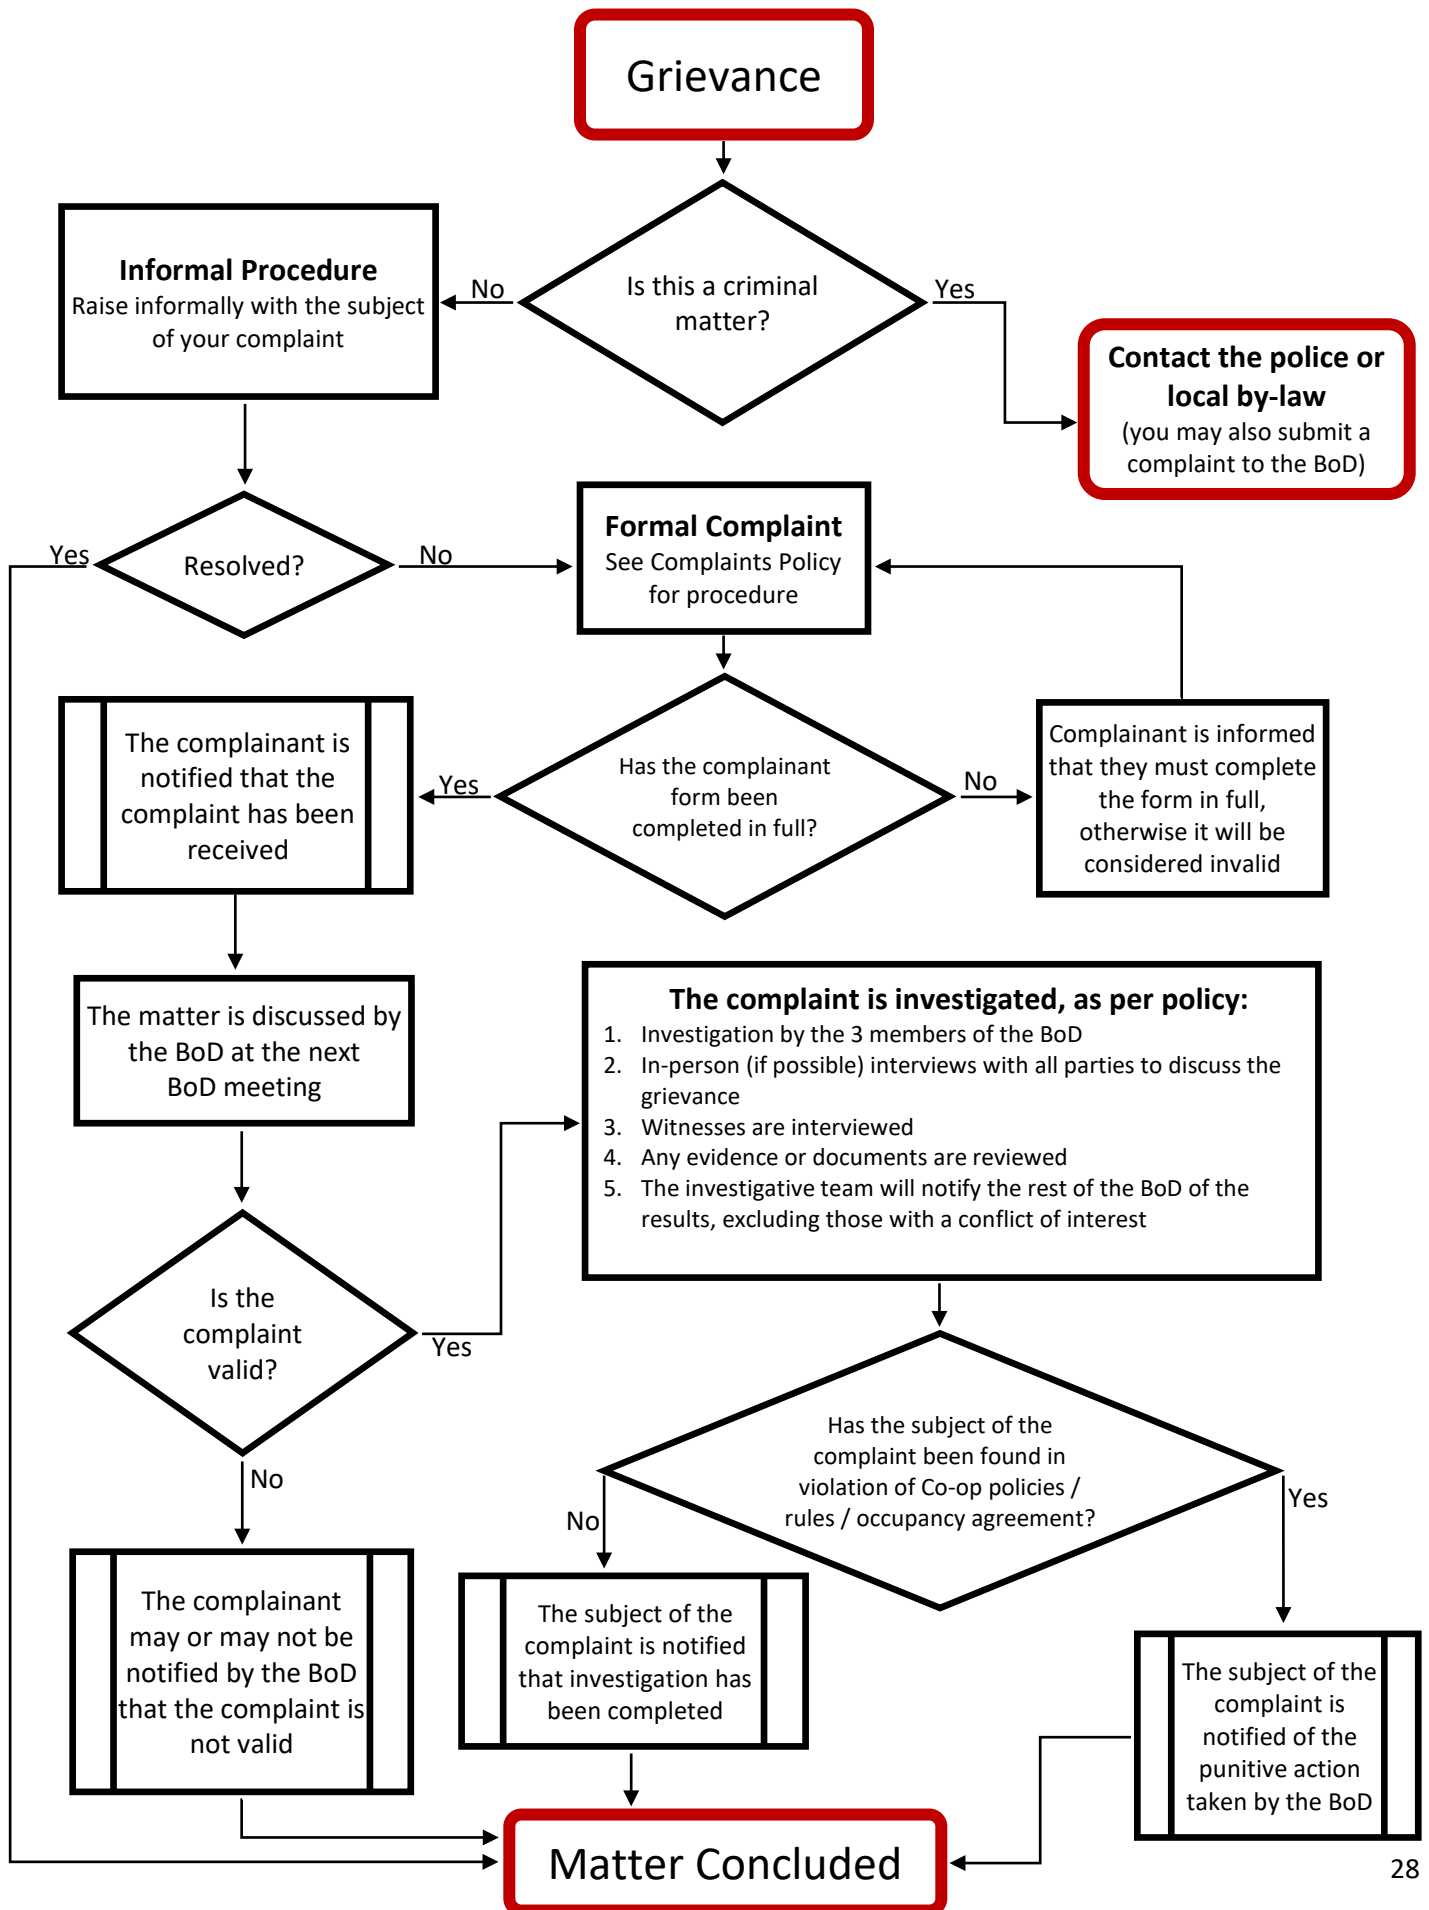 Grievance
Is this a criminal
matter?
No
Yes
Informal Procedure
Raise informally with the subject
of your complaint
Contact the police or
local by-law
(you may also submit a
complaint to the BoD)
Resolved?
Yes
No
Formal Complaint
See Complaints Policy
for procedure
Has the complainant
form been
completed in full?
Yes
No
Complainant is informed
that they must complete
the form in full,
otherwise it will be
considered invalid
The complainant is
notified that the
complaint has been
received
The matter is discussed by
the BoD at the next
BoD meeting
Is the
complaint
valid?
Yes
No
The complaint is investigated, as per policy:
1. Investigation by the 3 members of the BoD
2. In-person (if possible) interviews with all parties to discuss the
grievance
3. Witnesses are interviewed
4. Any evidence or documents are reviewed
5. The investigative team will notify the rest of the BoD of the
results, excluding those with a conflict of interest
Has the subject of the
complaint been found in
violation of Co-op policies /
rules / occupancy agreement?
No
Yes
The complainant
may or may not be
notified by the BoD
that the complaint is
not valid
The subject of the
complaint is notified
that investigation has
been completed
The subject of the
complaint is
notified of the
punitive action
taken by the BoD
Matter Concluded
28